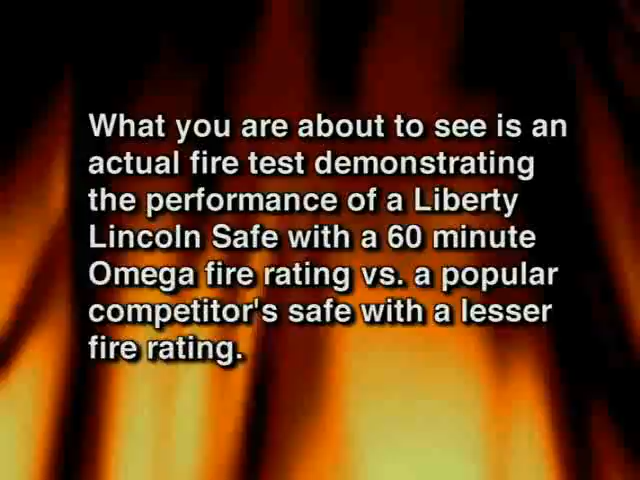 What you are about to see is an
actual fire test demonstrating
the performance of a Liberty
Lincoln Safe with a 60 minute
Omega fire rating vs. a popular
competitor's safe with a lesser
fire rating.